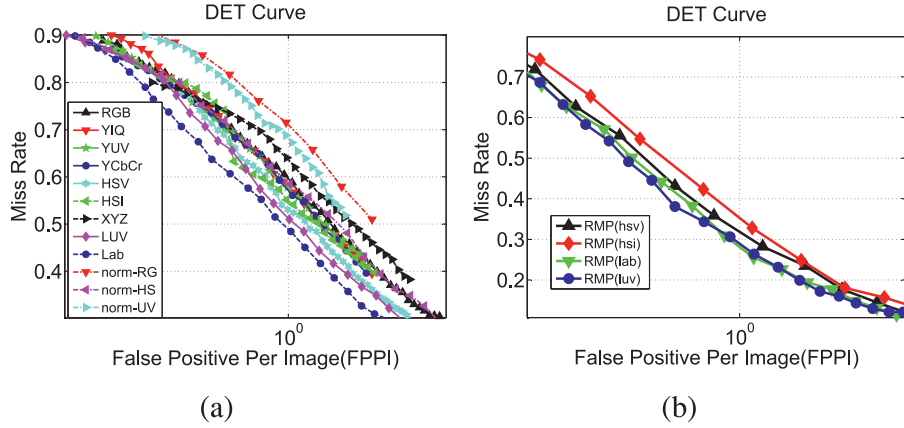 DET Curve
Miss Rate
0.9
0.8
0.7
0.6
0.5
0.4
RGB
YIQ
YUV
YCbCr
HSV
HSI
XYZ
LUV
Lab
norm-RG
norm-HS
norm-UV
10^0
False Positive Per Image(FPPI)
(a)
DET Curve
Miss Rate
0.7
0.6
0.5
0.4
0.3
0.2
RMP(hsv)
RMP(hsi)
RMP(lab)
RMP(luv)
10^0
False Positive Per Image(FPPI)
(b)